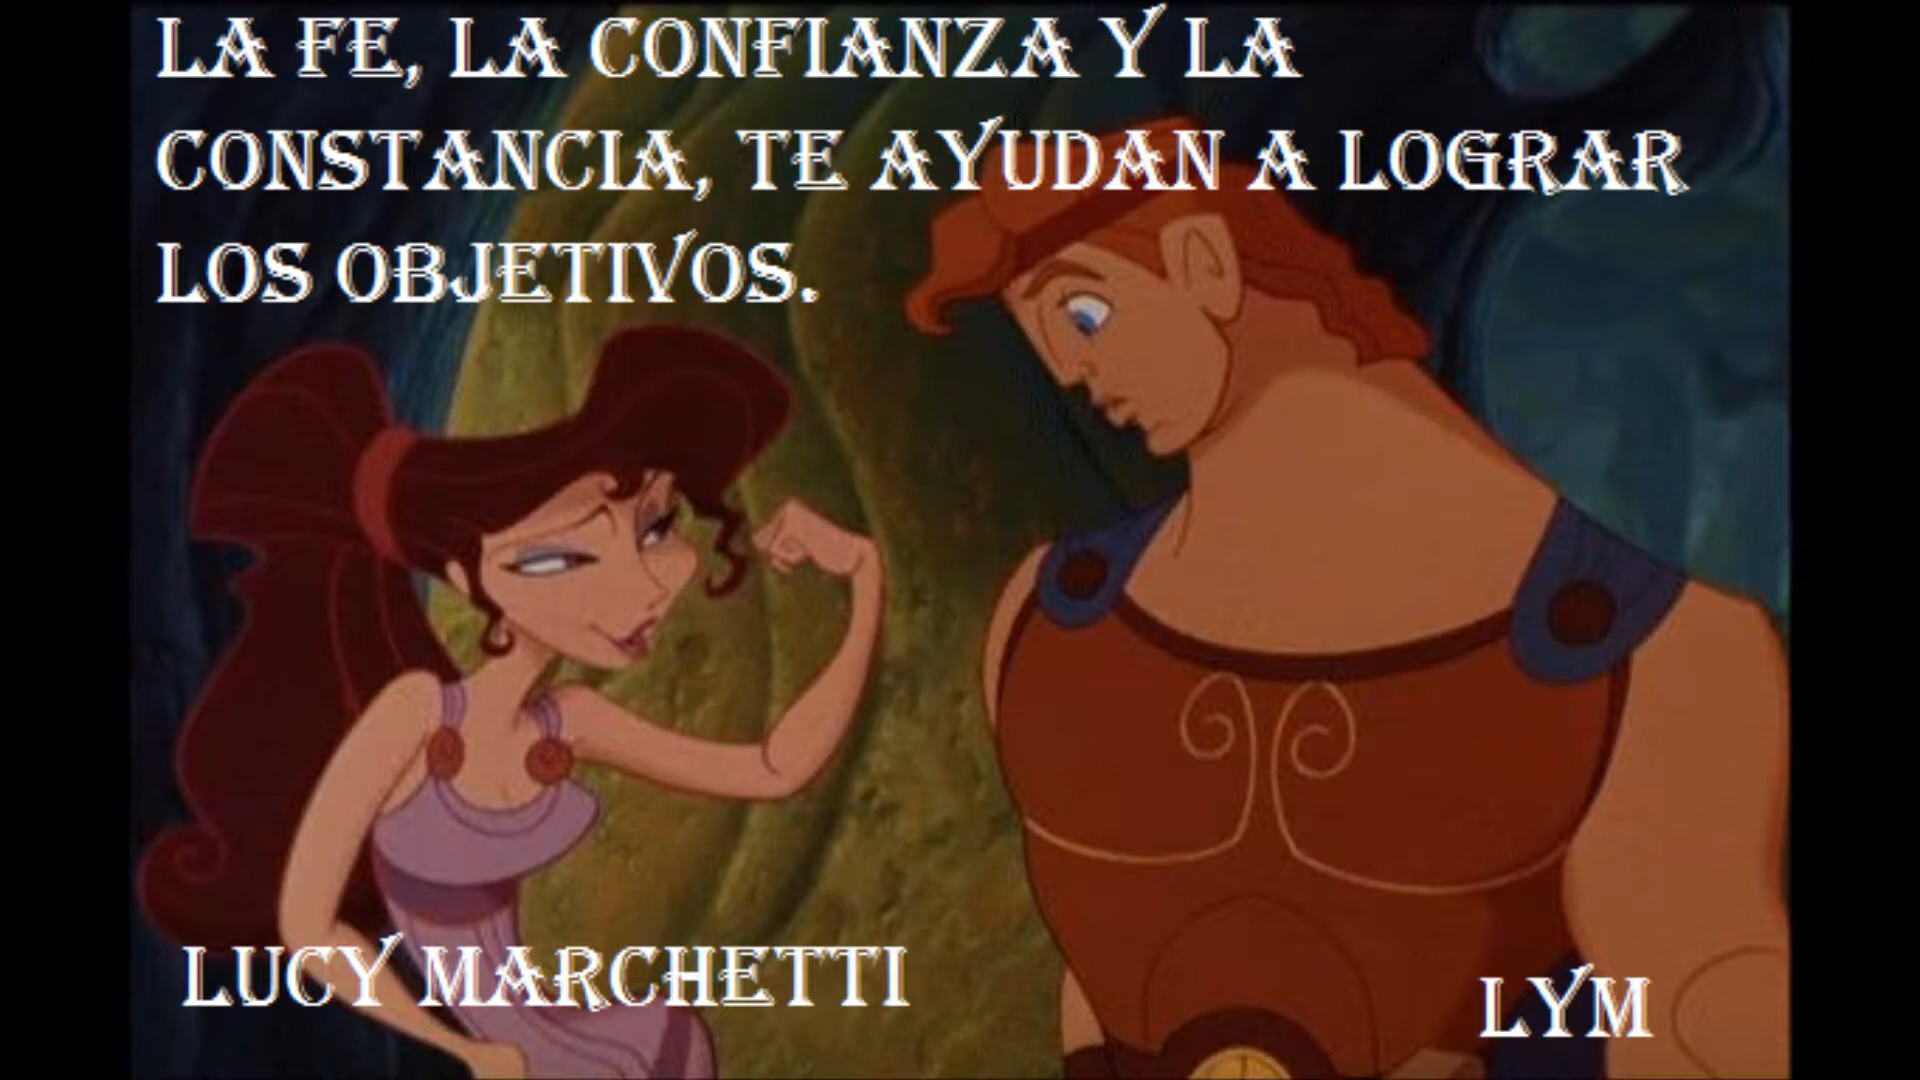 LA FE, LA CONFIANZA Y LA
CONSTANCIA, TE AYUDAN A LOGRAR
LOS OBJETIVOS.
LUCY MARCHETTI
LYM